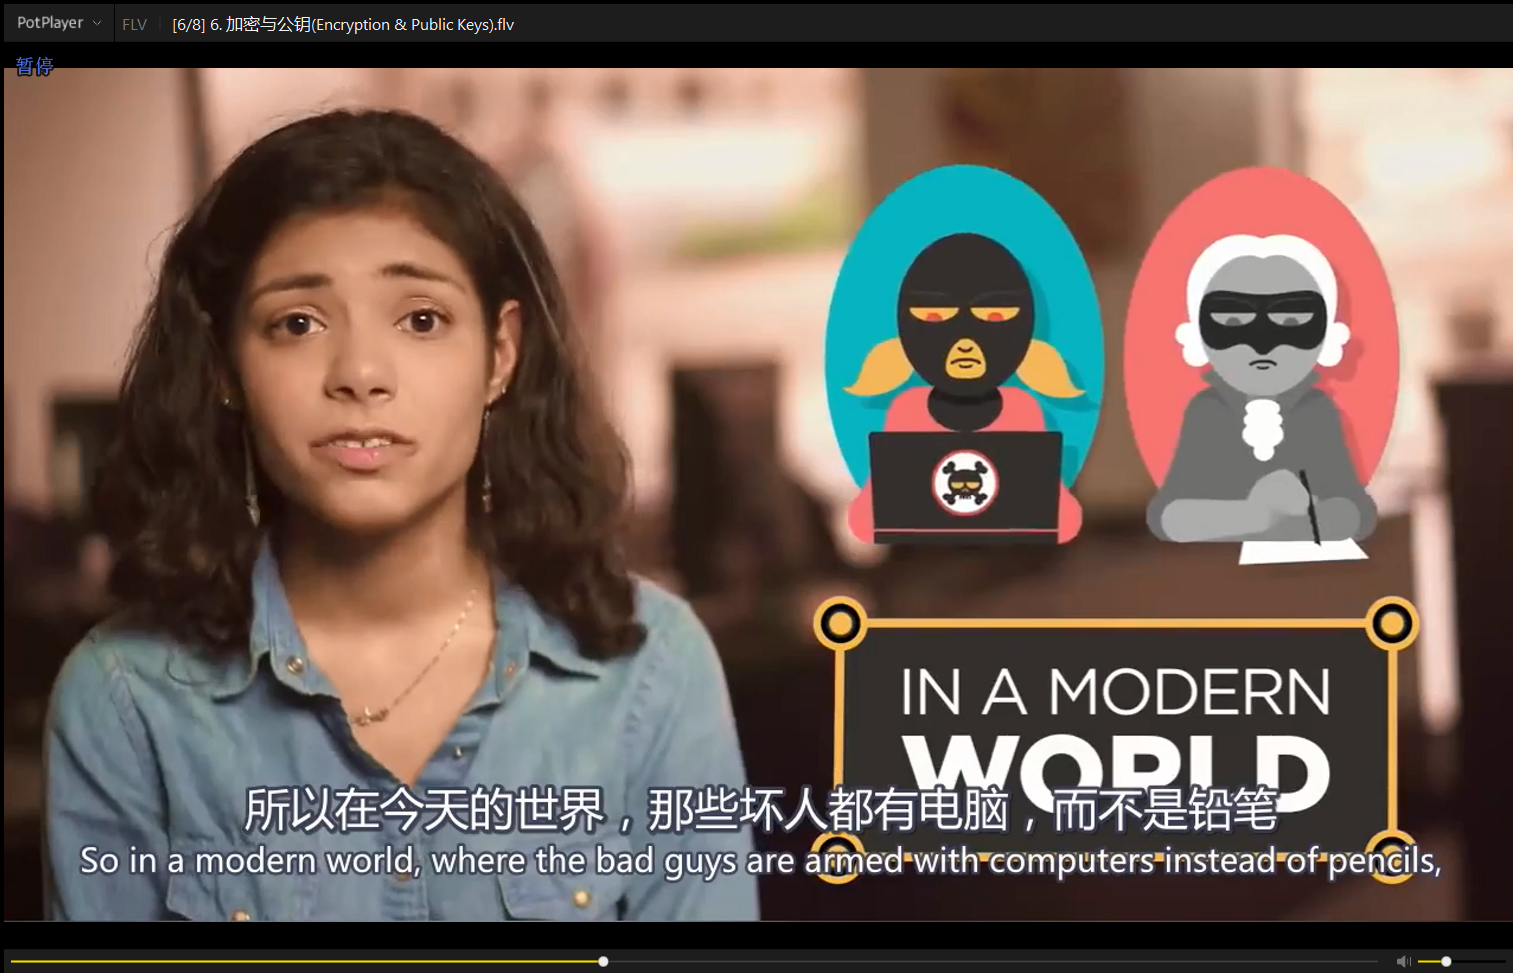 PotPlayer FLV [6/8] 6. 加密与公钥(Encryption & Public Keys).flv
暂停
IN A MODERN
WORLD
所以在今天的世界，那些坏人都有电脑，而不是铅笔
So in a modern world, where the bad guys are armed with computers instead of pencils,